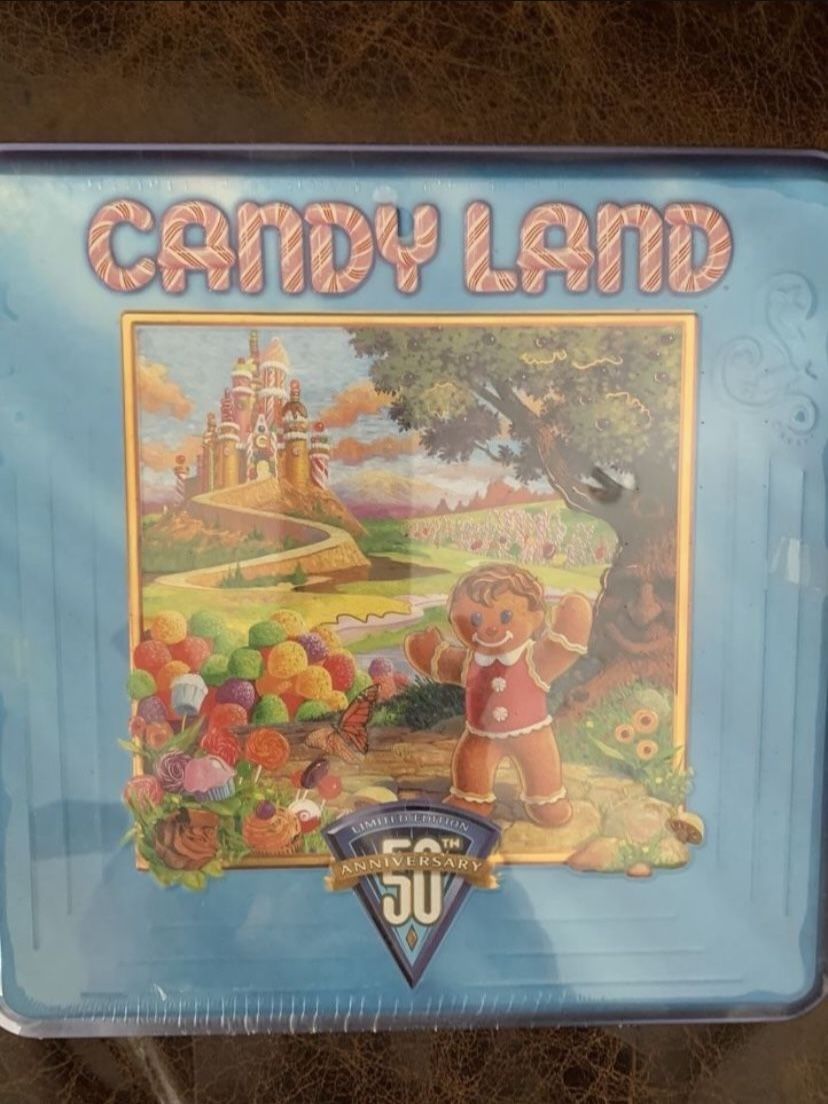 CANDY LAND
LIMITED EDITION
50TH
ANNIVERSARY